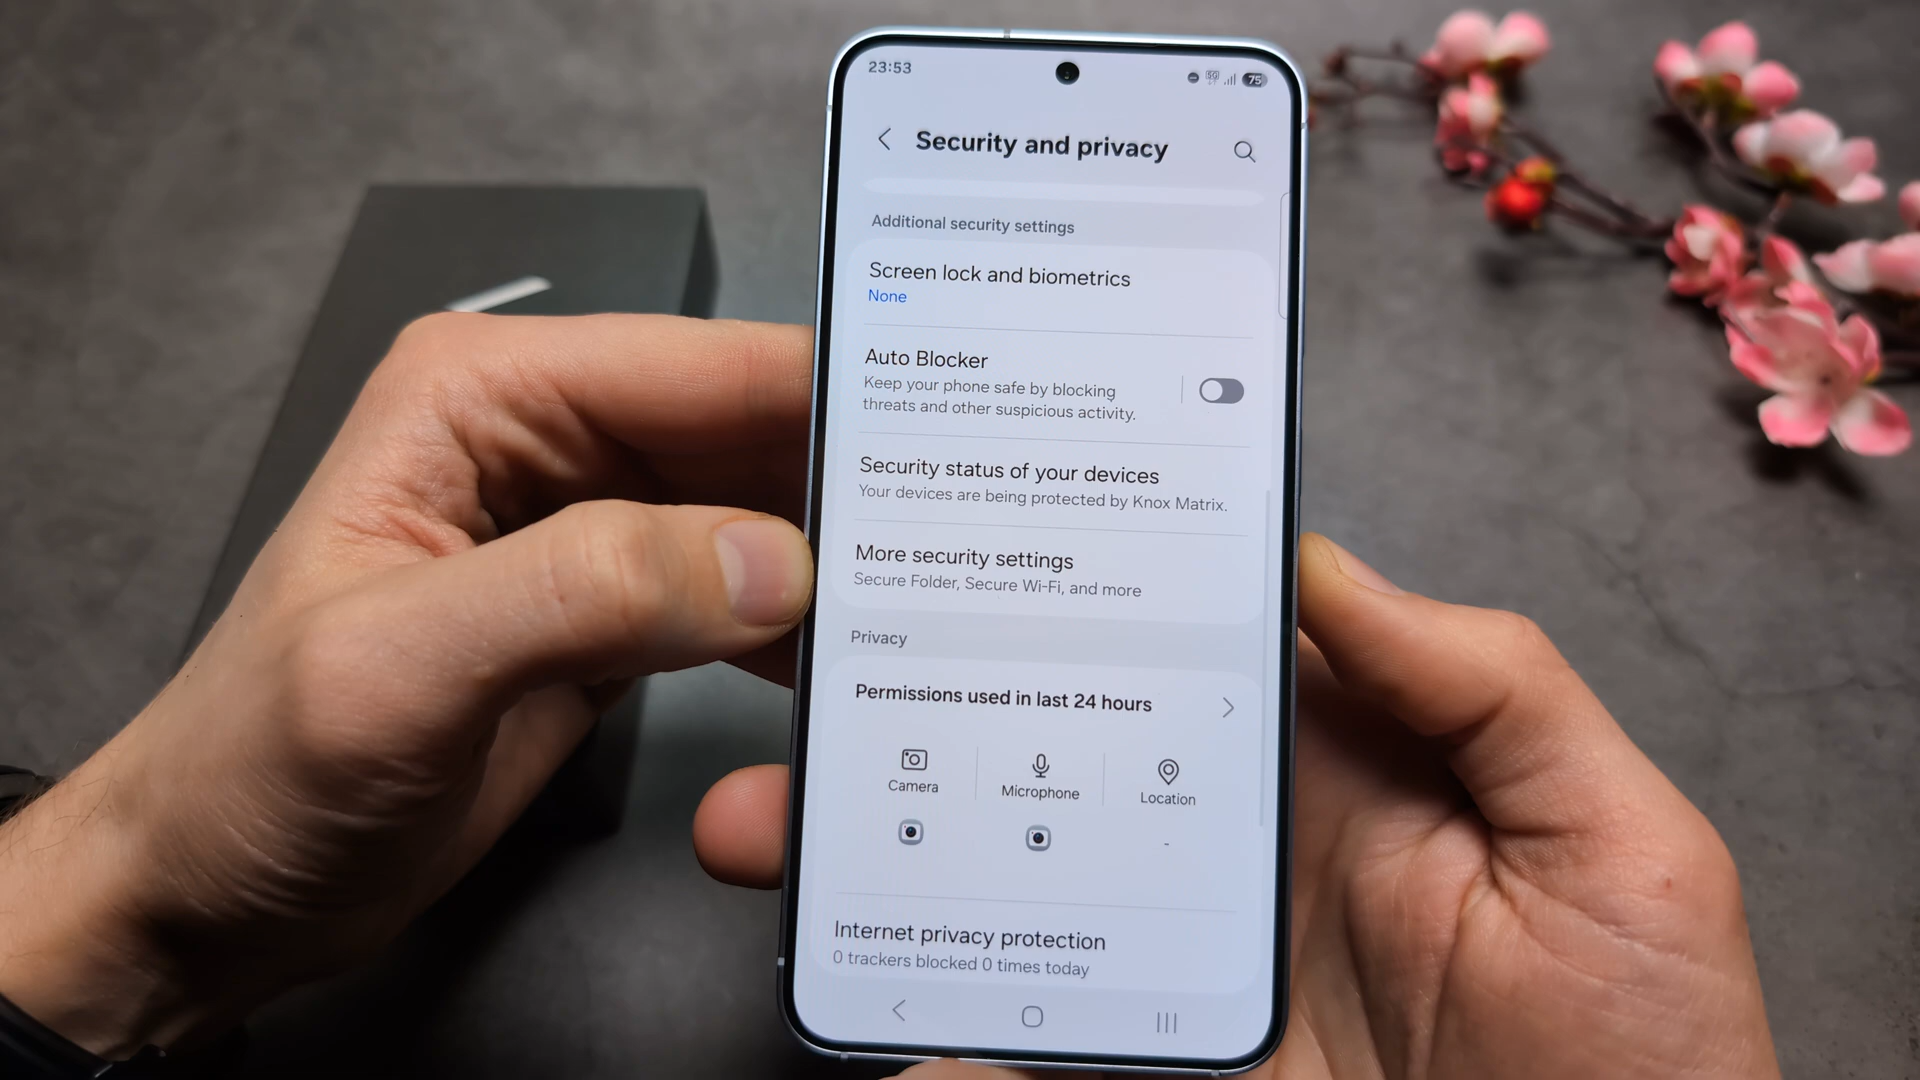 23:53
5G
75
Security and privacy
Additional security settings
Screen lock and biometrics
None
Auto Blocker
Keep your phone safe by blocking
threats and other suspicious activity.
Security status of your devices
Your devices are being protected by Knox Matrix.
More security settings
Secure Folder, Secure Wi-Fi, and more
Privacy
Permissions used in last 24 hours
Camera
Microphone
Location
-
Internet privacy protection
0 trackers blocked 0 times today